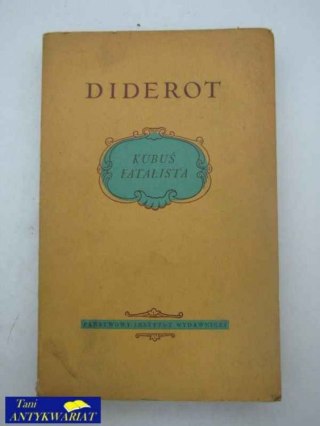 DIDEROT
KUBUŚ
FATALISTA
PAŃSTWOWY INSTYTUT WYDAWNICZY
Tani
ANTYKWARIAT